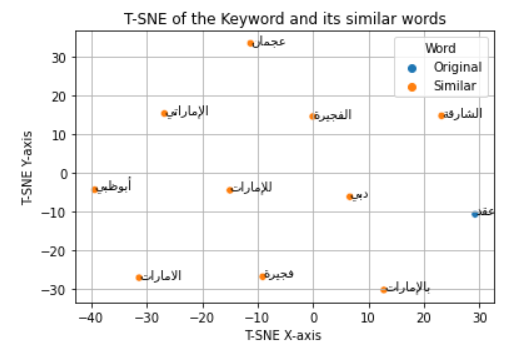 T-SNE of the Keyword and its similar words
Word
Original
Similar
عجمان
الإماراتي
الفجيرة
الشارقة
أبوظبي
للإمارات
دبي
عقد
الامارات
فجيرة
بالإمارات
T-SNE Y-axis
30
20
10
0
−10
−20
−30
−40 −30 −20 −10 0 10 20 30
T-SNE X-axis